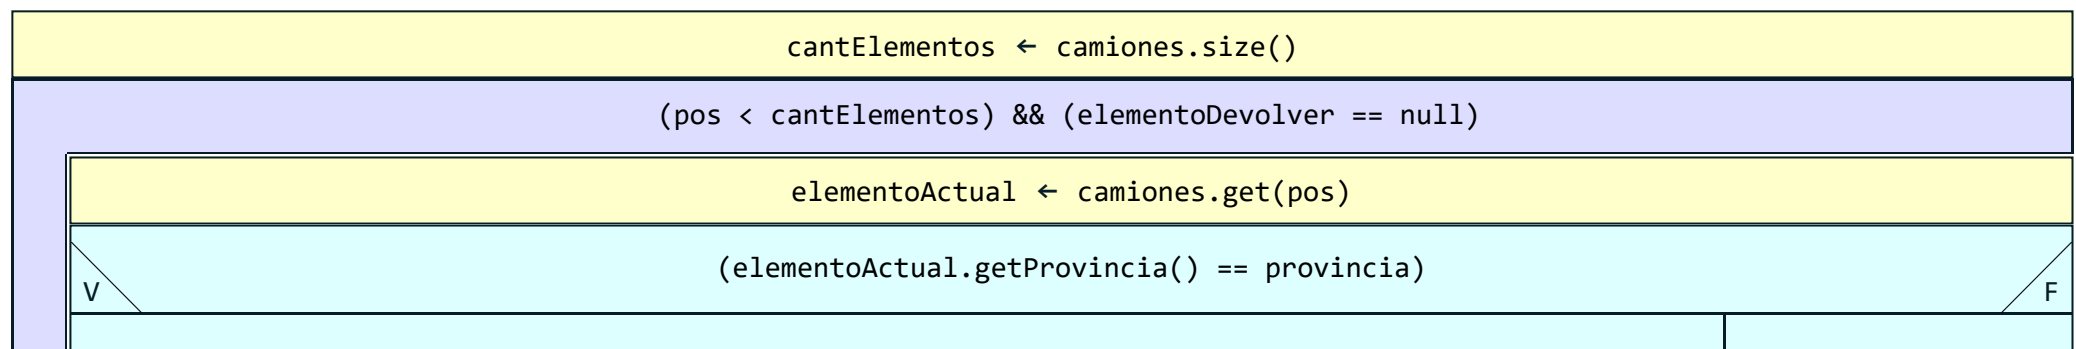 cantElementos ← camiones.size()
(pos < cantElementos) && (elementoDevolver == null)
elementoActual ← camiones.get(pos)
(elementoActual.getProvincia() == provincia)
V F